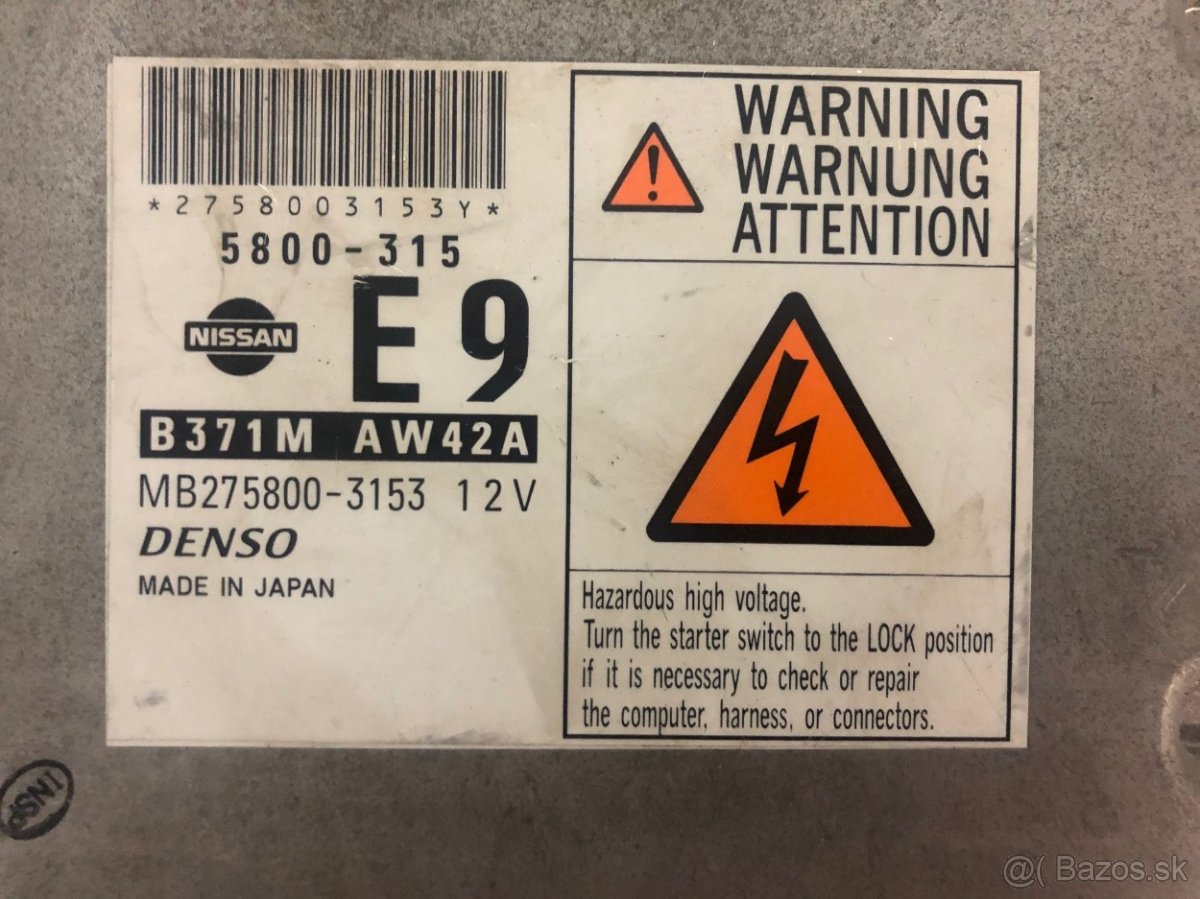 *2758003153Y*
5800-315
NISSAN
E9
B371M AW42A
MB275800-3153 12V
DENSO
MADE IN JAPAN
WARNING
WARNUNG
ATTENTION
Hazardous high voltage.
Turn the starter switch to the LOCK position
if it is necessary to check or repair
the computer, harness, or connectors.
INSP
@( Bazos.sk